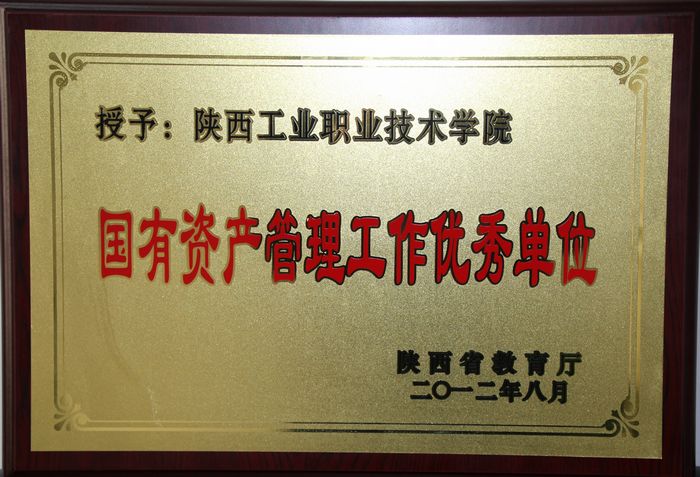 授予：陕西工业职业技术学院
国有资产管理工作优秀单位
陕西省教育厅
二〇一二年八月